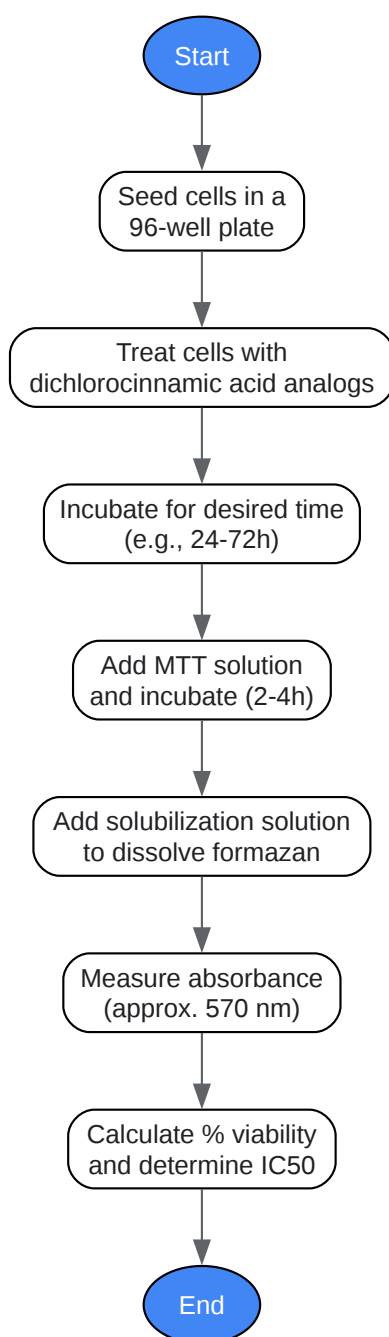 Start
Seed cells in a
96-well plate
Treat cells with
dichlorocinnamic acid analogs
Incubate for desired time
(e.g., 24-72h)
Add MTT solution
and incubate (2-4h)
Add solubilization solution
to dissolve formazan
Measure absorbance
(approx. 570 nm)
Calculate % viability
and determine IC50
End